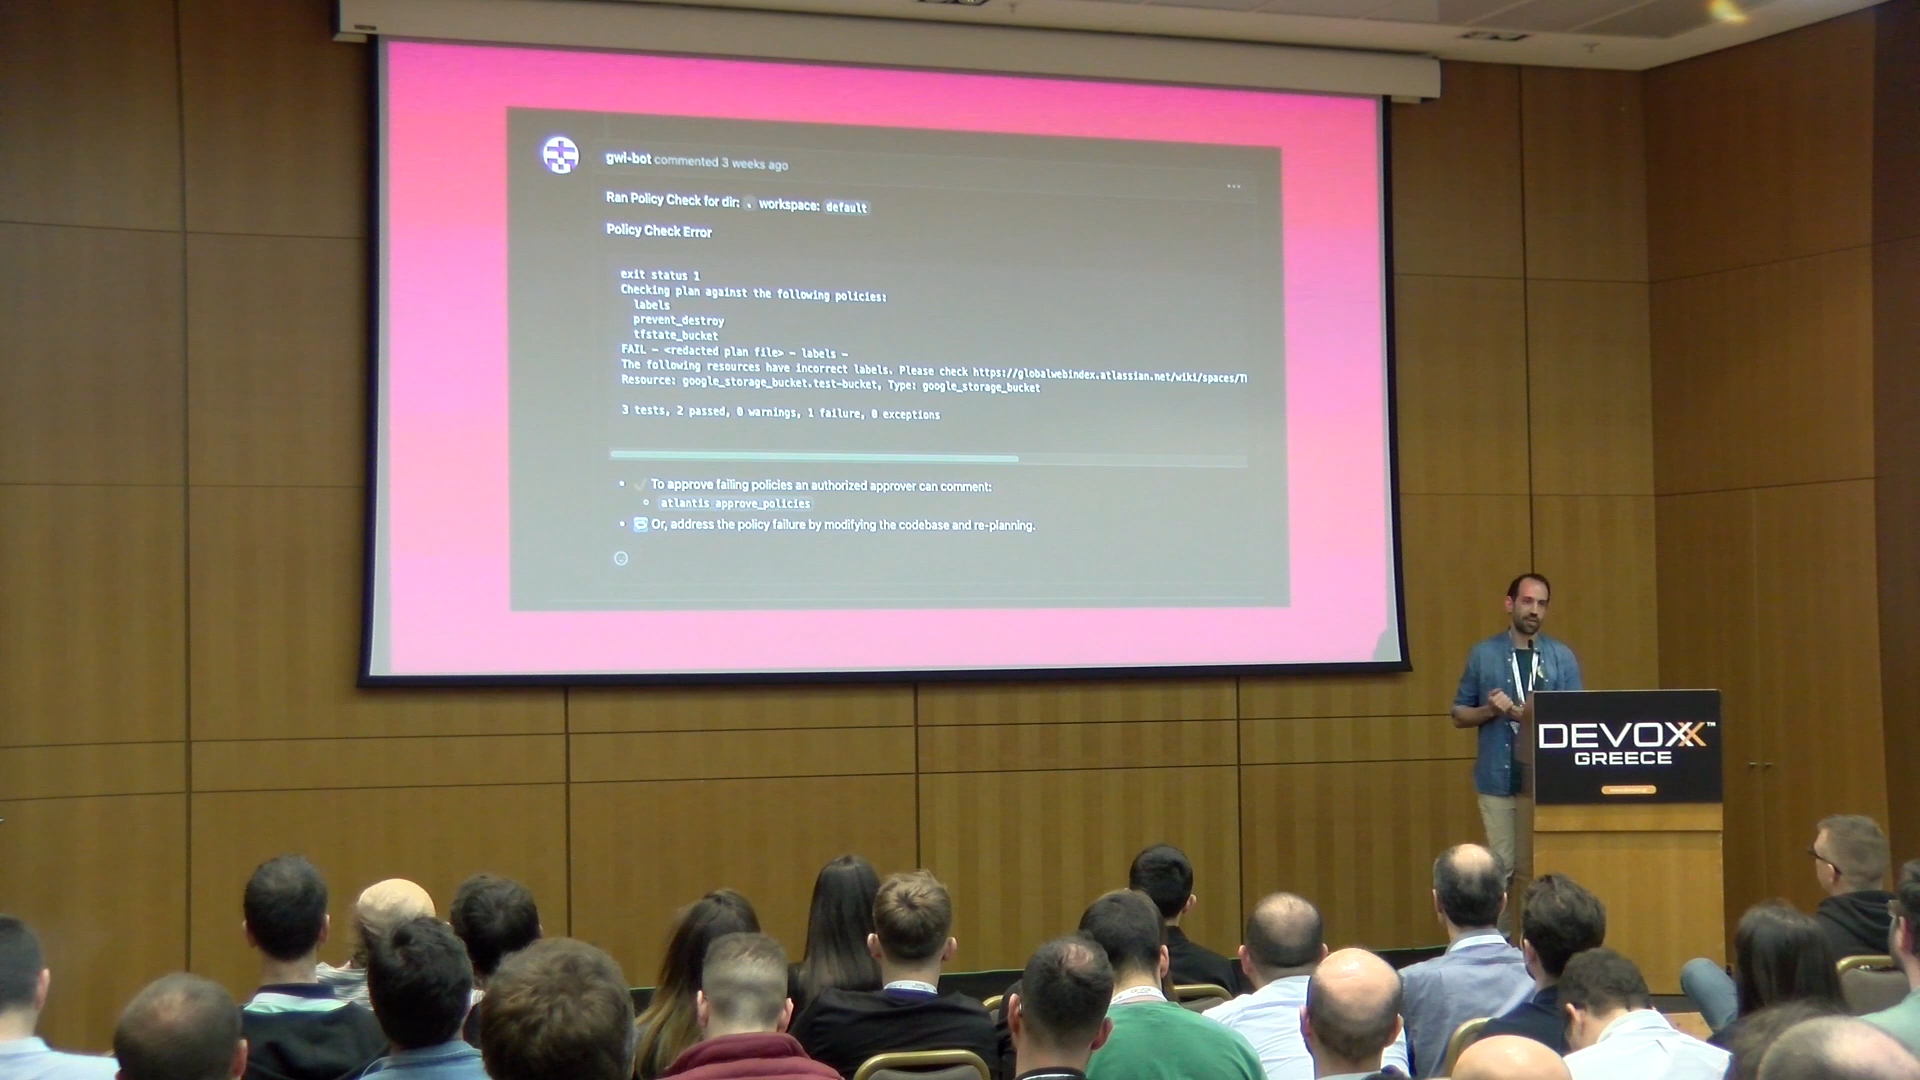 gwi-bot commented 3 weeks ago
Ran Policy Check for dir: . workspace: default
Policy Check Error
exit status 1
Checking plan against the following policies:
labels
prevent_destroy
tfstate_bucket
FAIL - <redacted plan file> - labels -
The following resources have incorrect labels. Please check https://globalwebindex.atlassian.net/wiki/spaces/TI
Resource: google_storage_bucket.test-bucket, Type: google_storage_bucket
3 tests, 2 passed, 0 warnings, 1 failure, 0 exceptions
To approve failing policies an authorized approver can comment:
atlantis approve_policies
Or, address the policy failure by modifying the codebase and re-planning.
DEVOXX™
GREECE